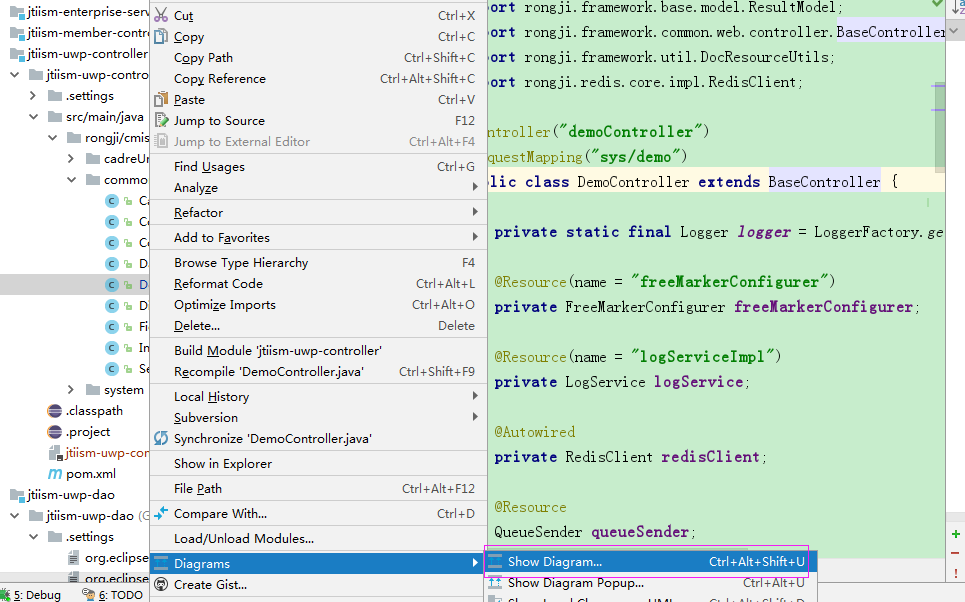 jtiism-enterprise-serv
jtiism-member-contro
jtiism-uwp-controller
jtiism-uwp-contro
.settings
src/main/java
rongji/cmis
cadreUr
commo
Ca
Co
Co
D
D
D
Fi
In
Se
system
.classpath
.project
jtiism-uwp-con
pom.xml
jtiism-uwp-dao
jtiism-uwp-dao (G
.settings
org.eclipse
org.eclipse
5: Debug
6: TODO
Cut Ctrl+X
Copy Ctrl+C
Copy Path Ctrl+Shift+C
Copy Reference Ctrl+Alt+Shift+C
Paste Ctrl+V
Jump to Source F12
Jump to External Editor Ctrl+Alt+F4
Find Usages Ctrl+G
Analyze
Refactor
Add to Favorites
Browse Type Hierarchy F4
Reformat Code Ctrl+Alt+L
Optimize Imports Ctrl+Alt+O
Delete... Delete
Build Module 'jtiism-uwp-controller'
Recompile 'DemoController.java' Ctrl+Shift+F9
Local History
Subversion
Synchronize 'DemoController.java'
Show in Explorer
File Path Ctrl+Alt+F12
Compare With... Ctrl+D
Load/Unload Modules...
Diagrams
Create Gist...
Show Diagram... Ctrl+Alt+Shift+U
Show Diagram Popup... Ctrl+Alt+U
ort rongji.framework.base.model.ResultModel;
ort rongji.framework.common.web.controller.BaseController
ort rongji.framework.util.DocResourceUtils;
ort rongji.redis.core.impl.RedisClient;
ntroller("demoController")
questMapping("sys/demo")
lic class DemoController extends BaseController {
private static final Logger logger = LoggerFactory.ge
@Resource(name = "freeMarkerConfigurer")
private FreeMarkerConfigurer freeMarkerConfigurer;
@Resource(name = "logServiceImpl")
private LogService logService;
@Autowired
private RedisClient redisClient;
@Resource
QueueSender queueSender;